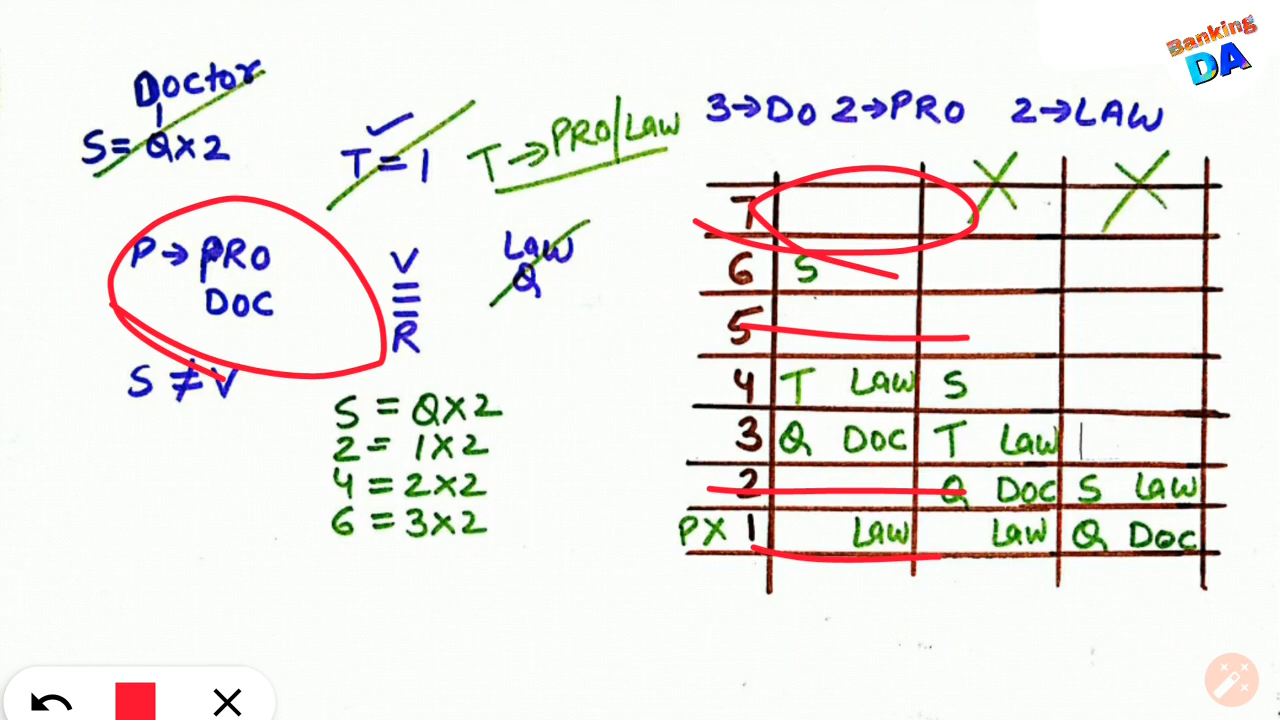 Banking
DA
Doctor
S = Q x 2
T = 1
T → PRO/Law
3→DO 2→PRO 2→LAW
P → PRO
DOC
V
=
=
R
Law
Q
S ≠ V
S = Q x 2
2 = 1 x 2
4 = 2 x 2
6 = 3 x 2
7 X X
6 S
5
4 T Law S
3 Q DOC T Law
2 Q DOC S Law
PX 1 Law Law Q DOC